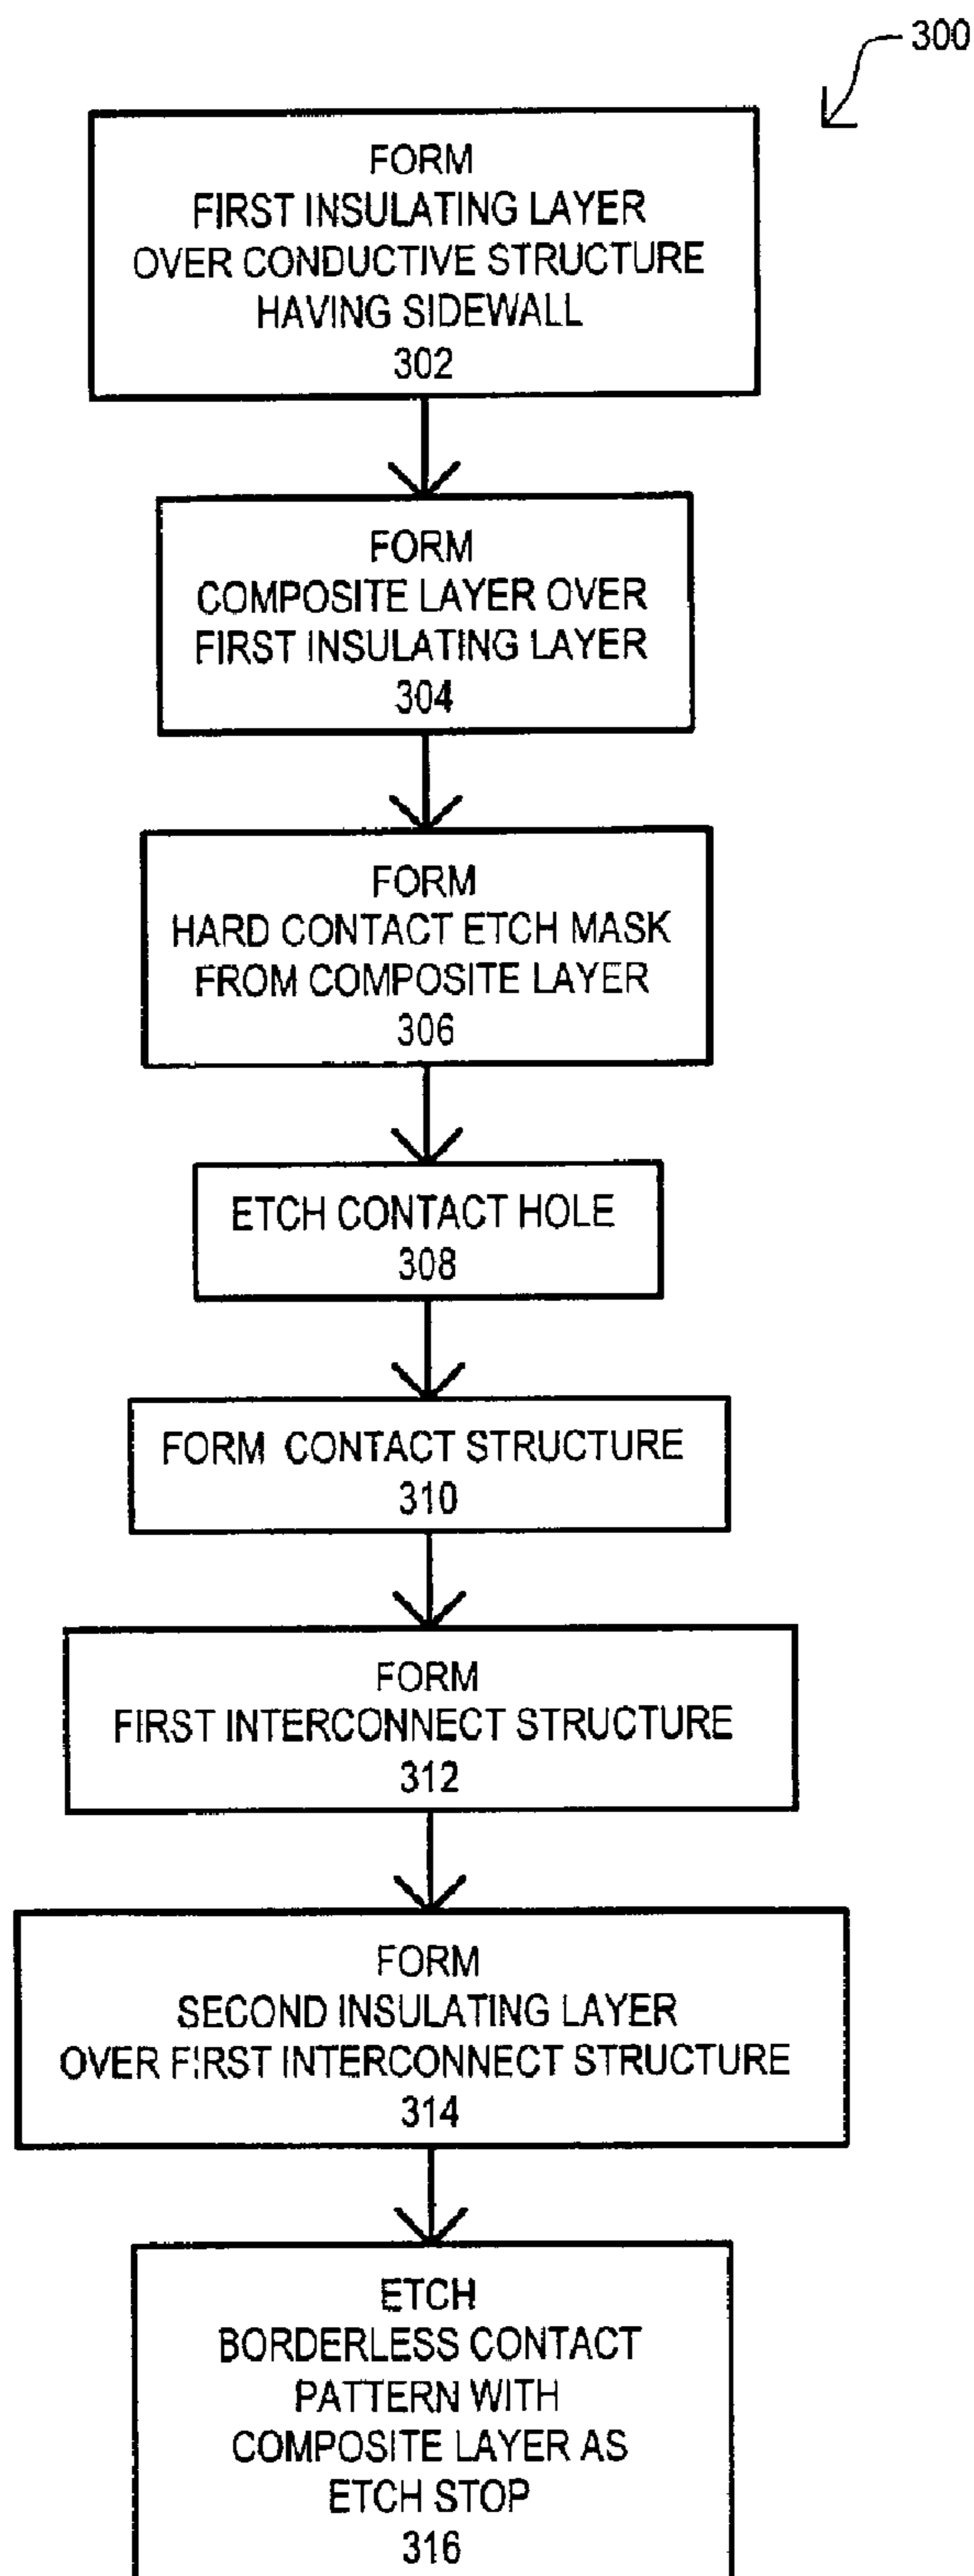 300
FORM
FIRST INSULATING LAYER
OVER CONDUCTIVE STRUCTURE
HAVING SIDEWALL
302
FORM
COMPOSITE LAYER OVER
FIRST INSULATING LAYER
304
FORM
HARD CONTACT ETCH MASK
FROM COMPOSITE LAYER
306
ETCH CONTACT HOLE
308
FORM CONTACT STRUCTURE
310
FORM
FIRST INTERCONNECT STRUCTURE
312
FORM
SECOND INSULATING LAYER
OVER FIRST INTERCONNECT STRUCTURE
314
ETCH
BORDERLESS CONTACT
PATTERN WITH
COMPOSITE LAYER AS
ETCH STOP
316